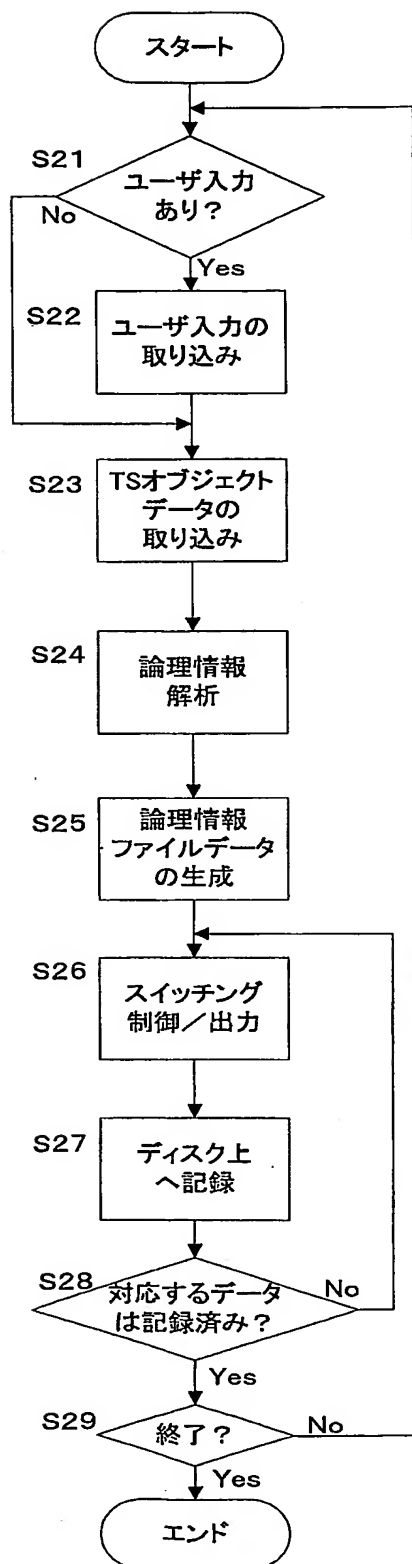 スタート
S21
ユーザ入力
あり？
No
Yes
S22
ユーザ入力の
取り込み
S23
TSオブジェクト
データの
取り込み
S24
論理情報
解析
S25
論理情報
ファイルデータ
の生成
S26
スイッチング
制御／出力
S27
ディスク上
へ記録
S28
対応するデータ
は記録済み？
No
Yes
S29
終了？
No
Yes
エンド